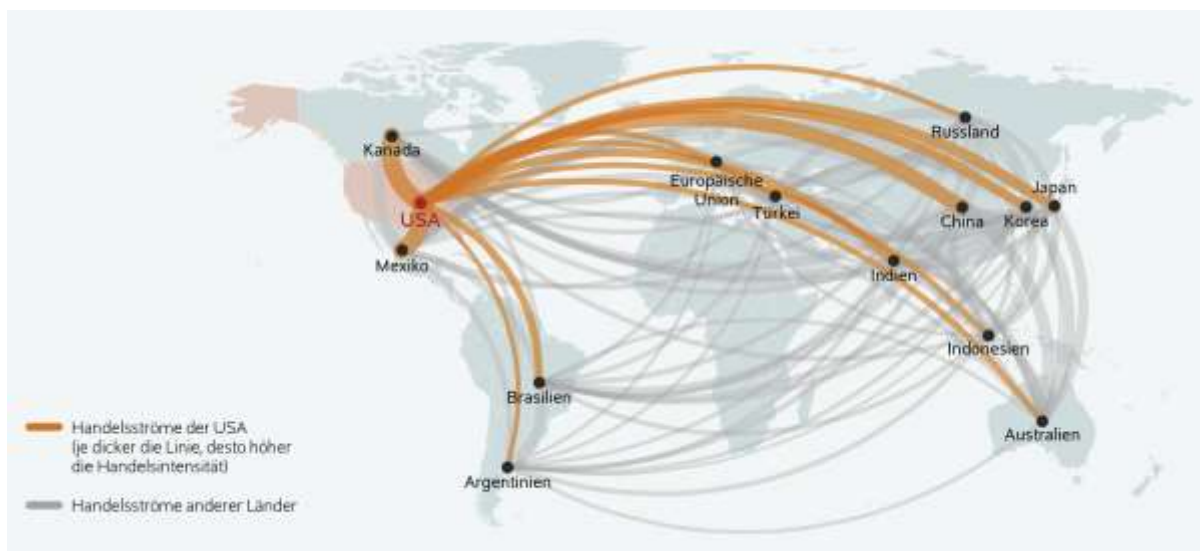 Russland
Kanada
Europäische
Union
Türkei
Japan
USA
China
Korea
Mexiko
Indien
Indonesien
Brasilien
Australien
Argentinien
Handelsströme der USA
(je dicker die Linie, desto höher
die Handelsintensität)
Handelsströme anderer Länder